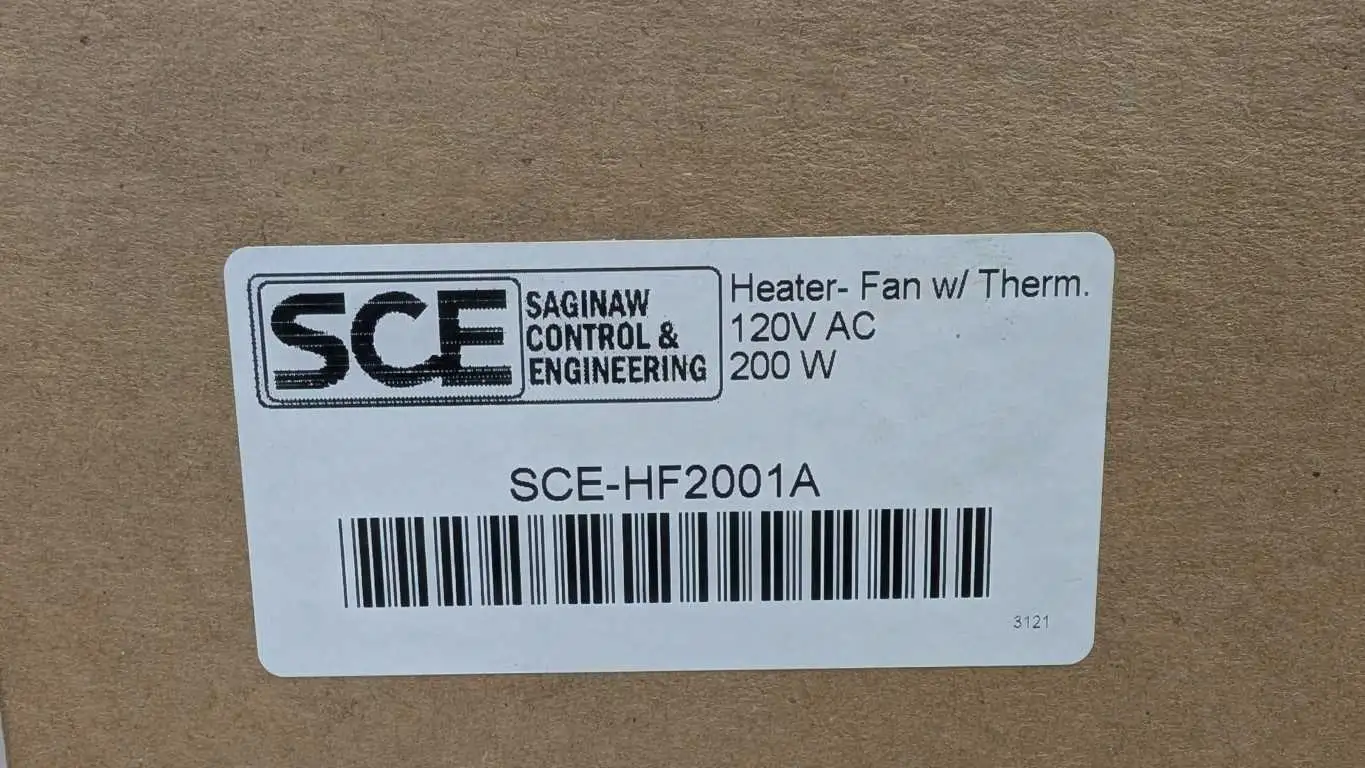 SCE
SAGINAW
CONTROL &
ENGINEERING
Heater- Fan w/ Therm.
120V AC
200 W
SCE-HF2001A
3121